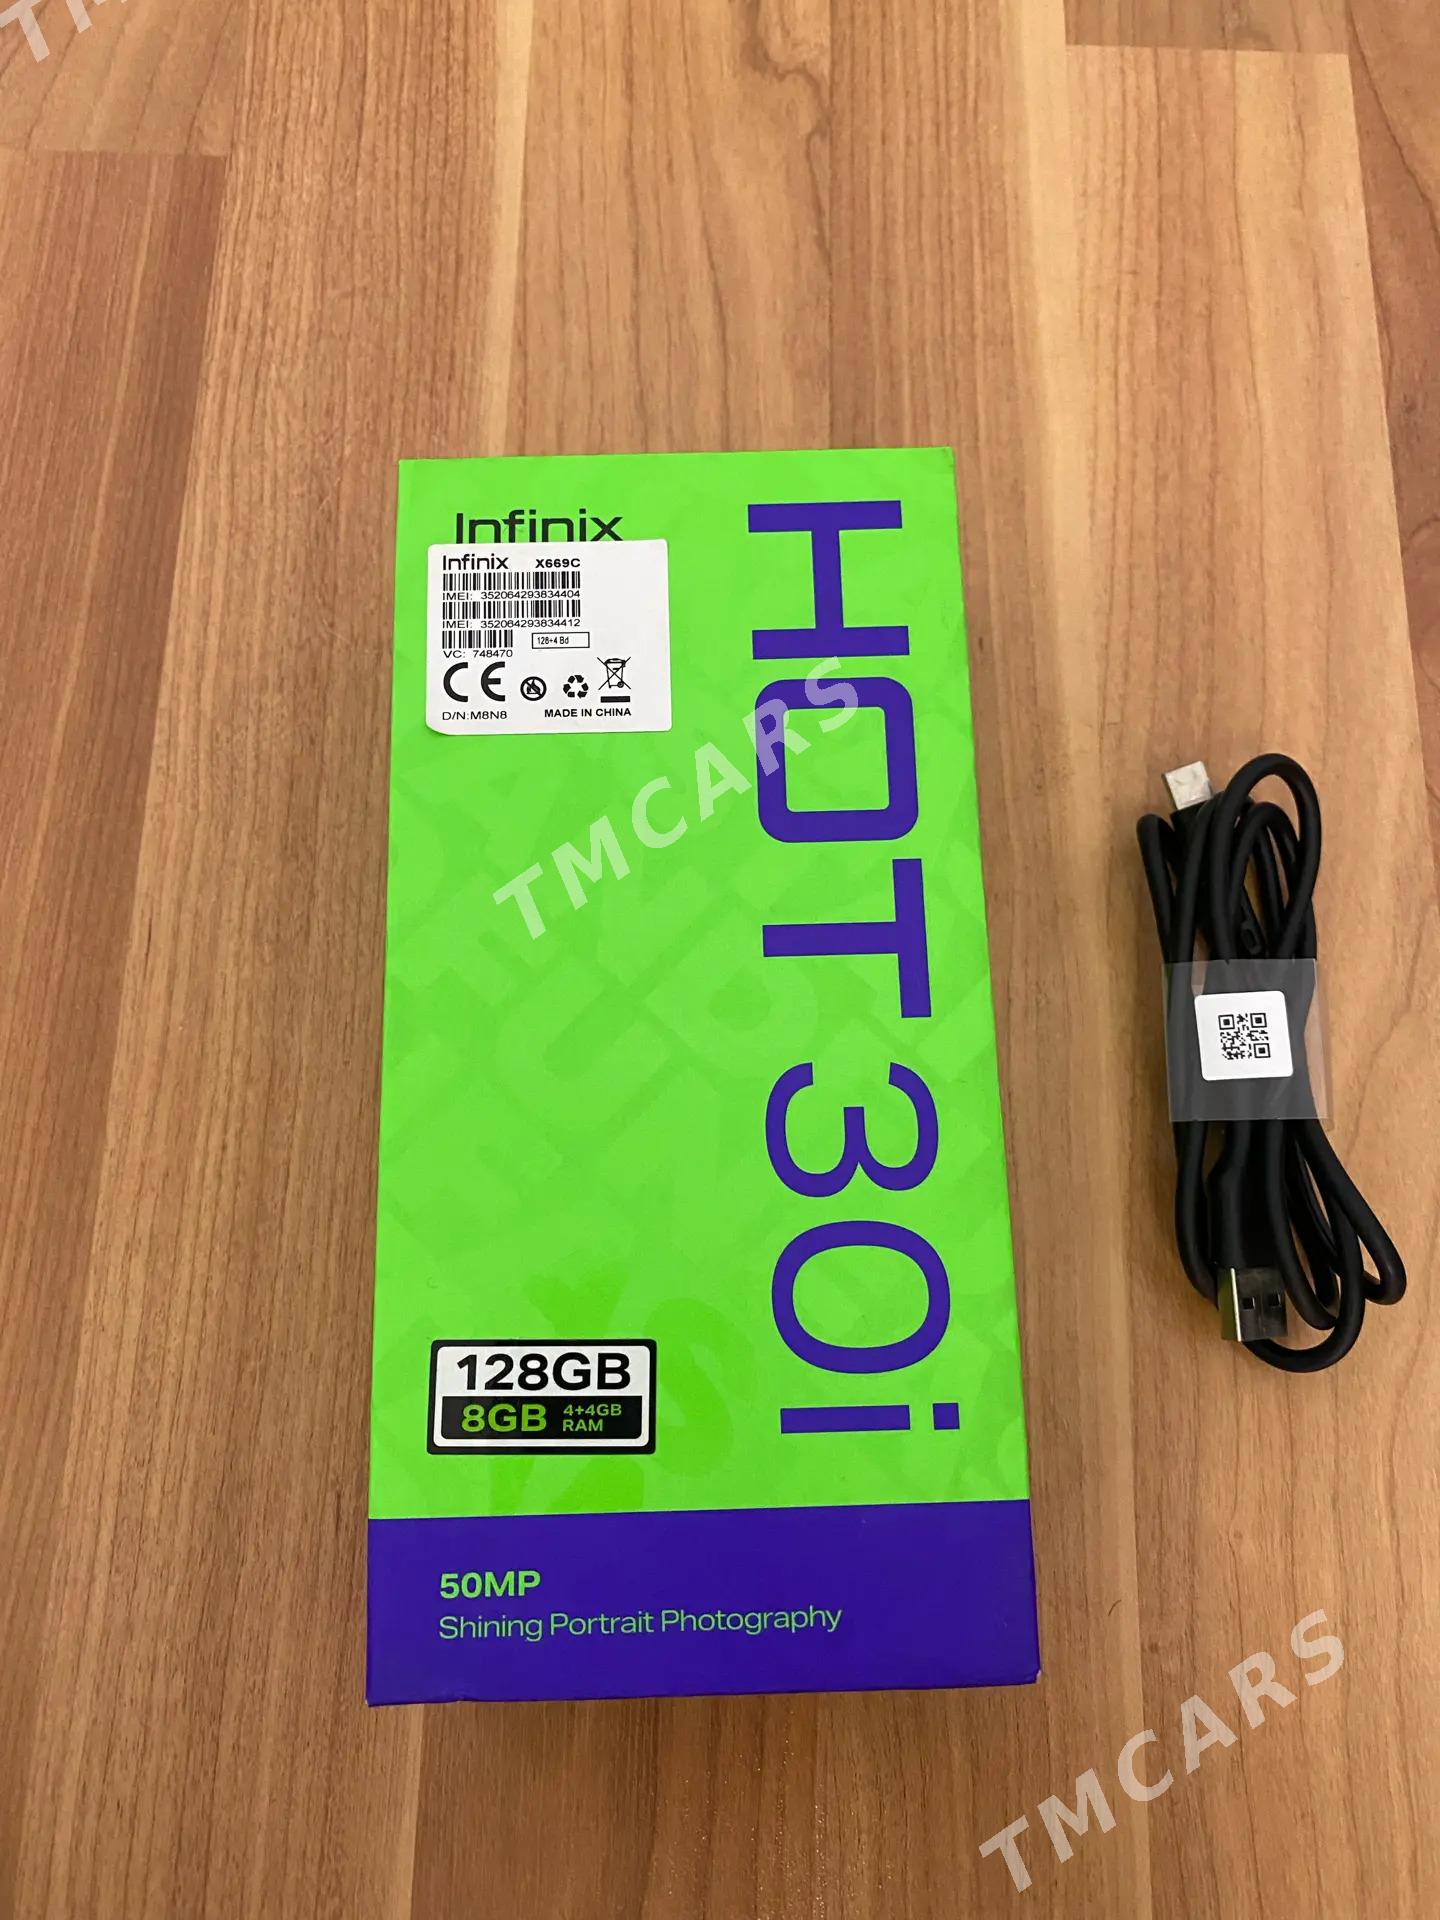 Infinix
Infinix X669C
IMEI: 352064293834404
IMEI: 352064293834412
128+4 Bd
VC: 748470
CE
D/N:M8N8 MADE IN CHINA
HOT 30i
128GB
8GB 4+4GB RAM
50MP
Shining Portrait Photography
TMCARS
TMCARS